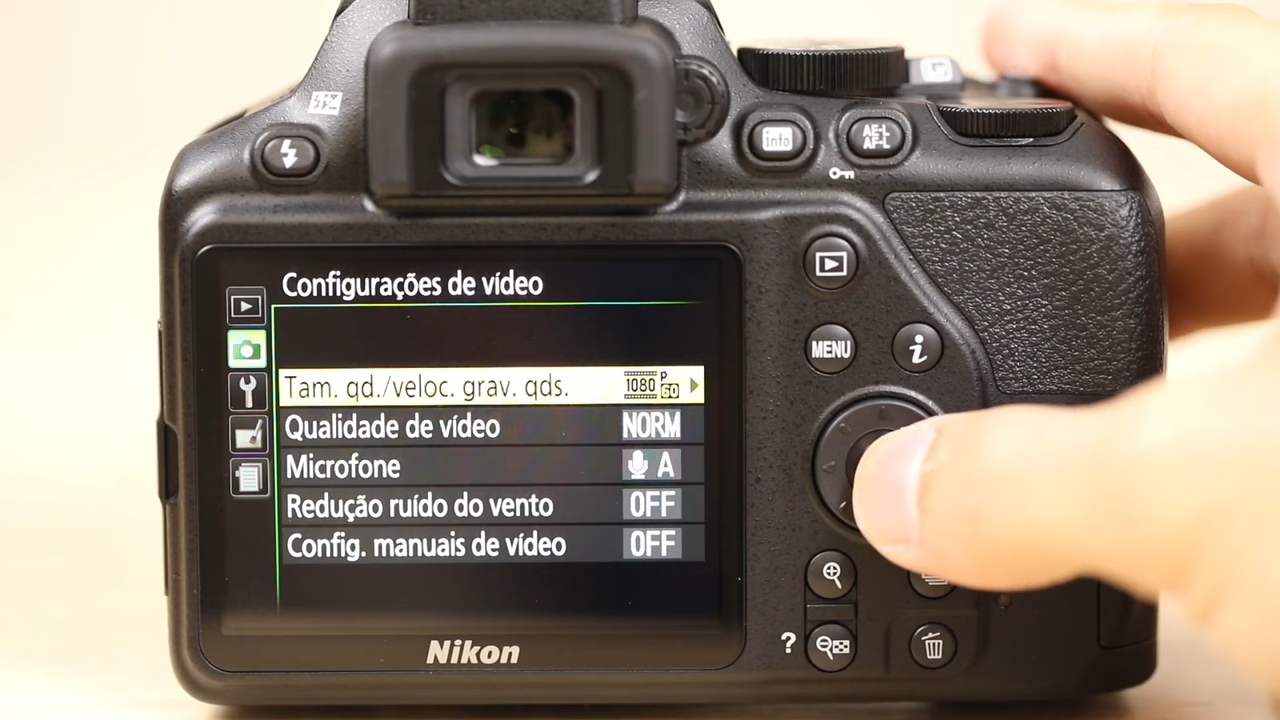 info
AE-L
AF-L
Configurações de vídeo
Tam. qd./veloc. grav. qds. 1080 P 60
MENU
i
Qualidade de vídeo NORM
Microfone A
Redução ruído do vento OFF
Config. manuais de vídeo OFF
?
Nikon